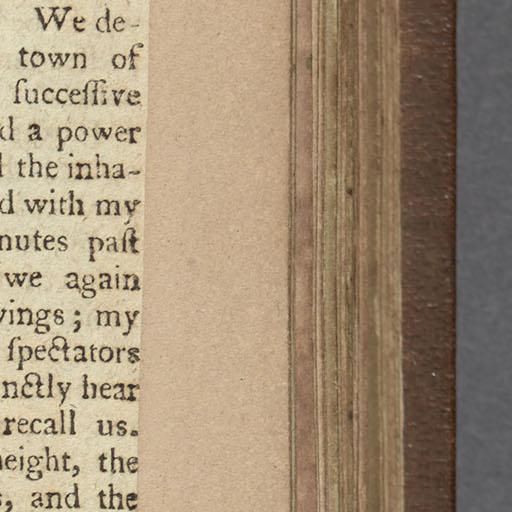 We de-
town of
ſucceſſive
d a power
the inha-
d with my
nutes paſt
we again
wings; my
ſpectators
nctly hear
recall us.
height, the
, and the